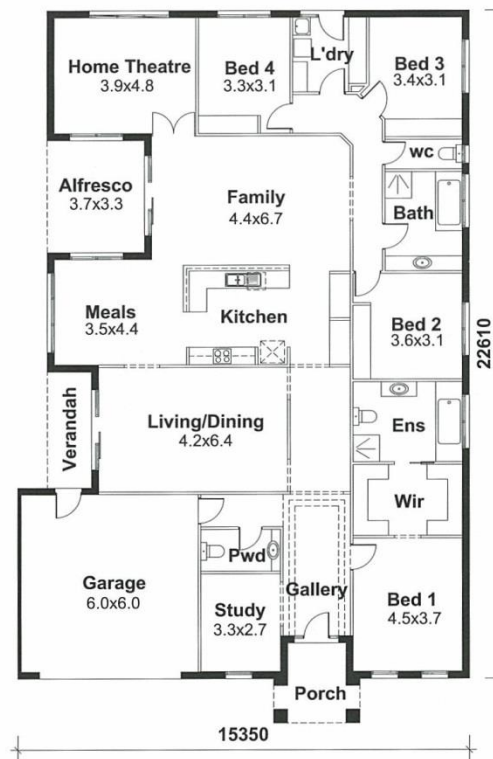 Home Theatre
3.9x4.8
Bed 4
3.3x3.1
L'dry
Bed 3
3.4x3.1
wc
Alfresco
3.7x3.3
Family
4.4x6.7
Bath
Meals
3.5x4.4
Kitchen
Bed 2
3.6x3.1
22610
Verandah
Living/Dining
4.2x6.4
Ens
Wir
Garage
6.0x6.0
Pwd
Study
3.3x2.7
Gallery
Bed 1
4.5x3.7
Porch
15350